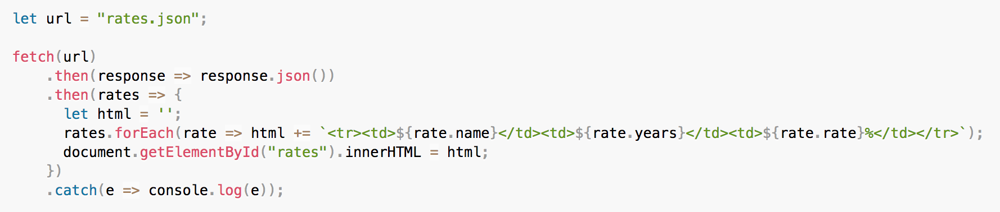 let url = "rates.json";

fetch(url)
    .then(response => response.json())
    .then(rates => {
      let html = '';
      rates.forEach(rate => html += `<tr><td>${rate.name}</td><td>${rate.years}</td><td>${rate.rate}%</td></tr>`);
      document.getElementById("rates").innerHTML = html;
    })
    .catch(e => console.log(e));